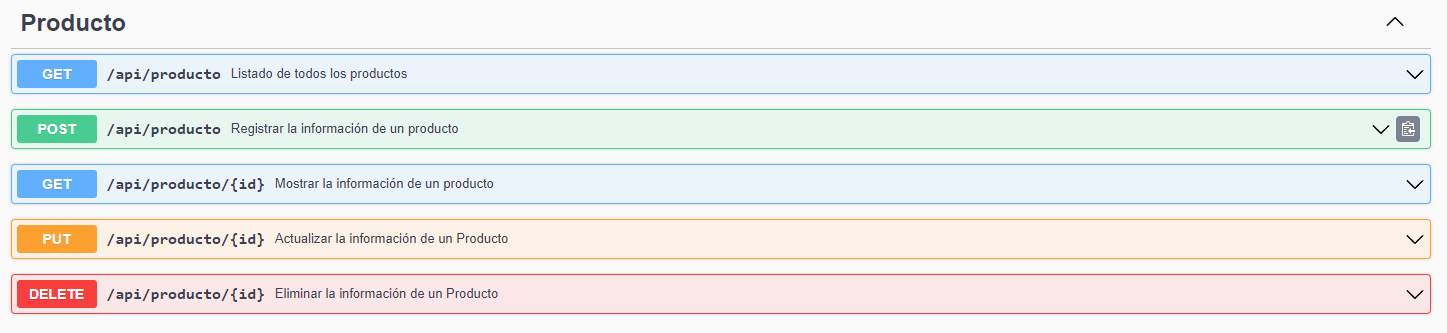 Producto
GET /api/producto Listado de todos los productos
POST /api/producto Registrar la información de un producto
GET /api/producto/{id} Mostrar la información de un producto
PUT /api/producto/{id} Actualizar la información de un Producto
DELETE /api/producto/{id} Eliminar la información de un Producto